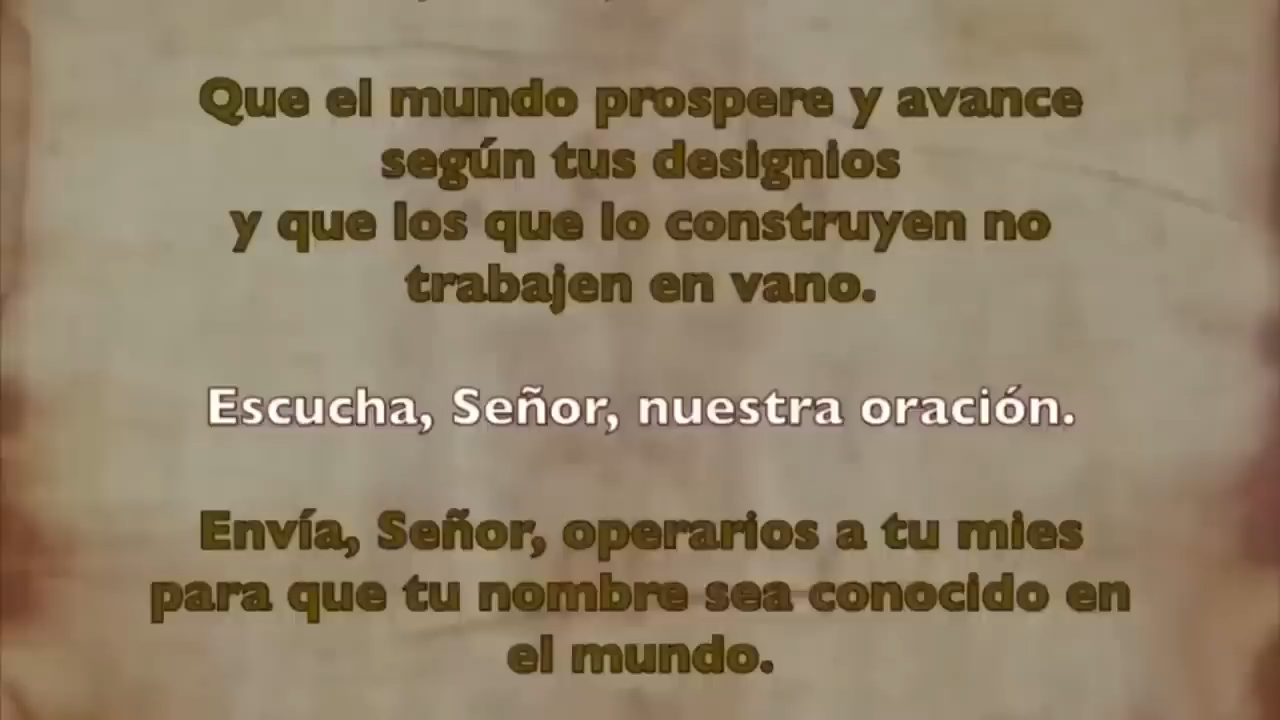 Que el mundo prospere y avance
según tus designios
y que los que lo construyen no
trabajen en vano.
Escucha, Señor, nuestra oración.
Envía, Señor, operarios a tu mies
para que tu nombre sea conocido en
el mundo.